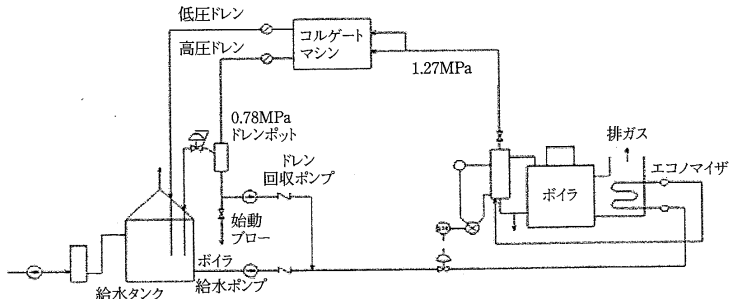 低圧ドレン
高圧ドレン
コルゲート
マシン
1.27MPa
0.78MPa
ドレンポット
ドレン
回収ポンプ
始動
ブロー
排ガス
エコノマイザ
ボイラ
ボイラ
給水ポンプ
給水タンク